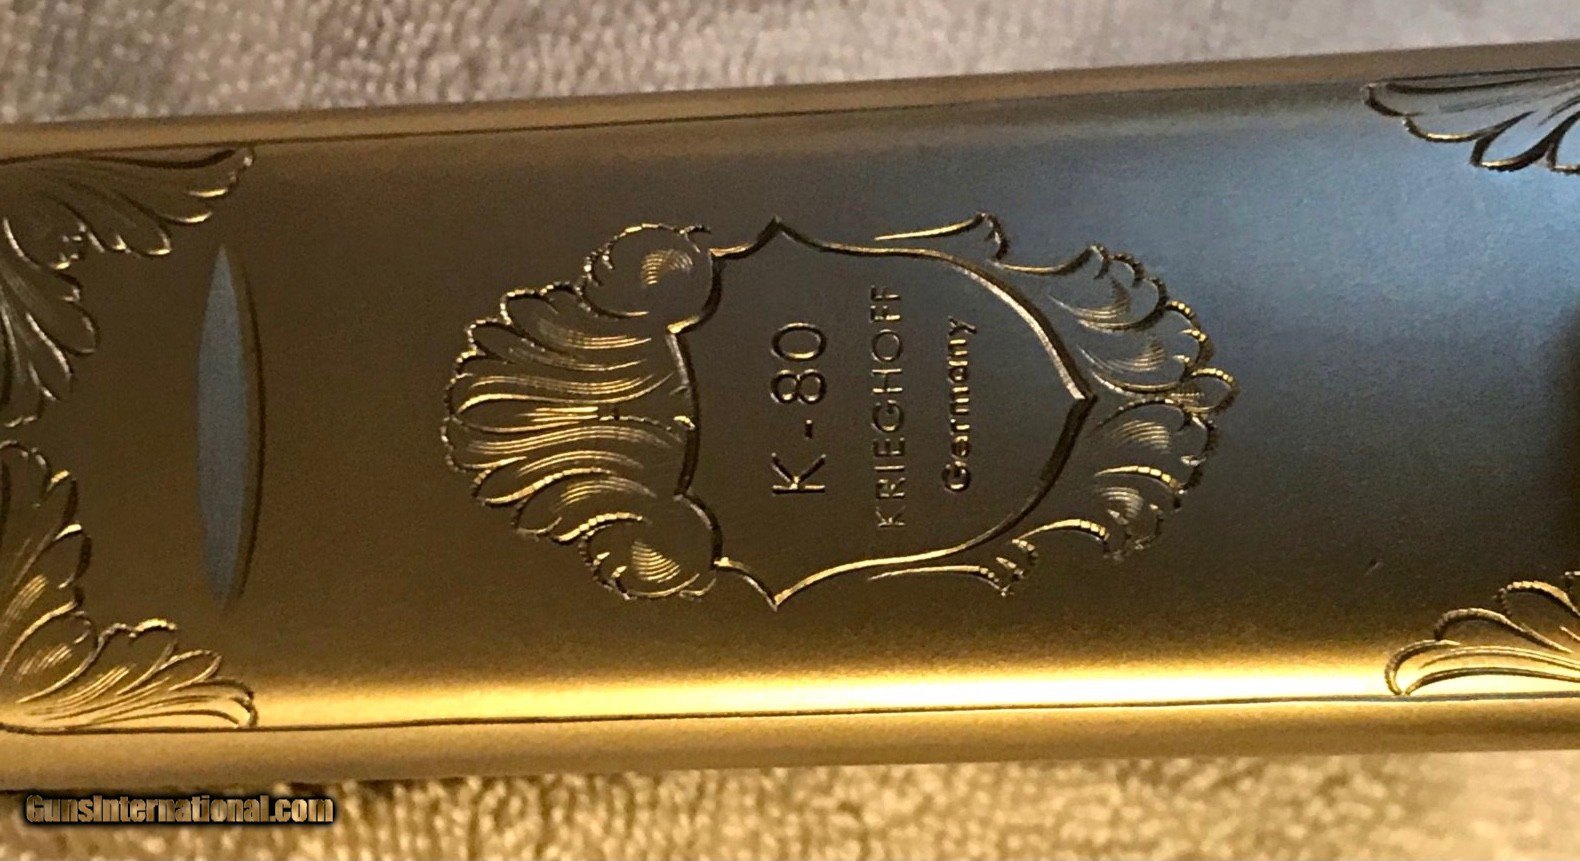 K-80
KRIEGHOFF
Germany
GunsInternational.com